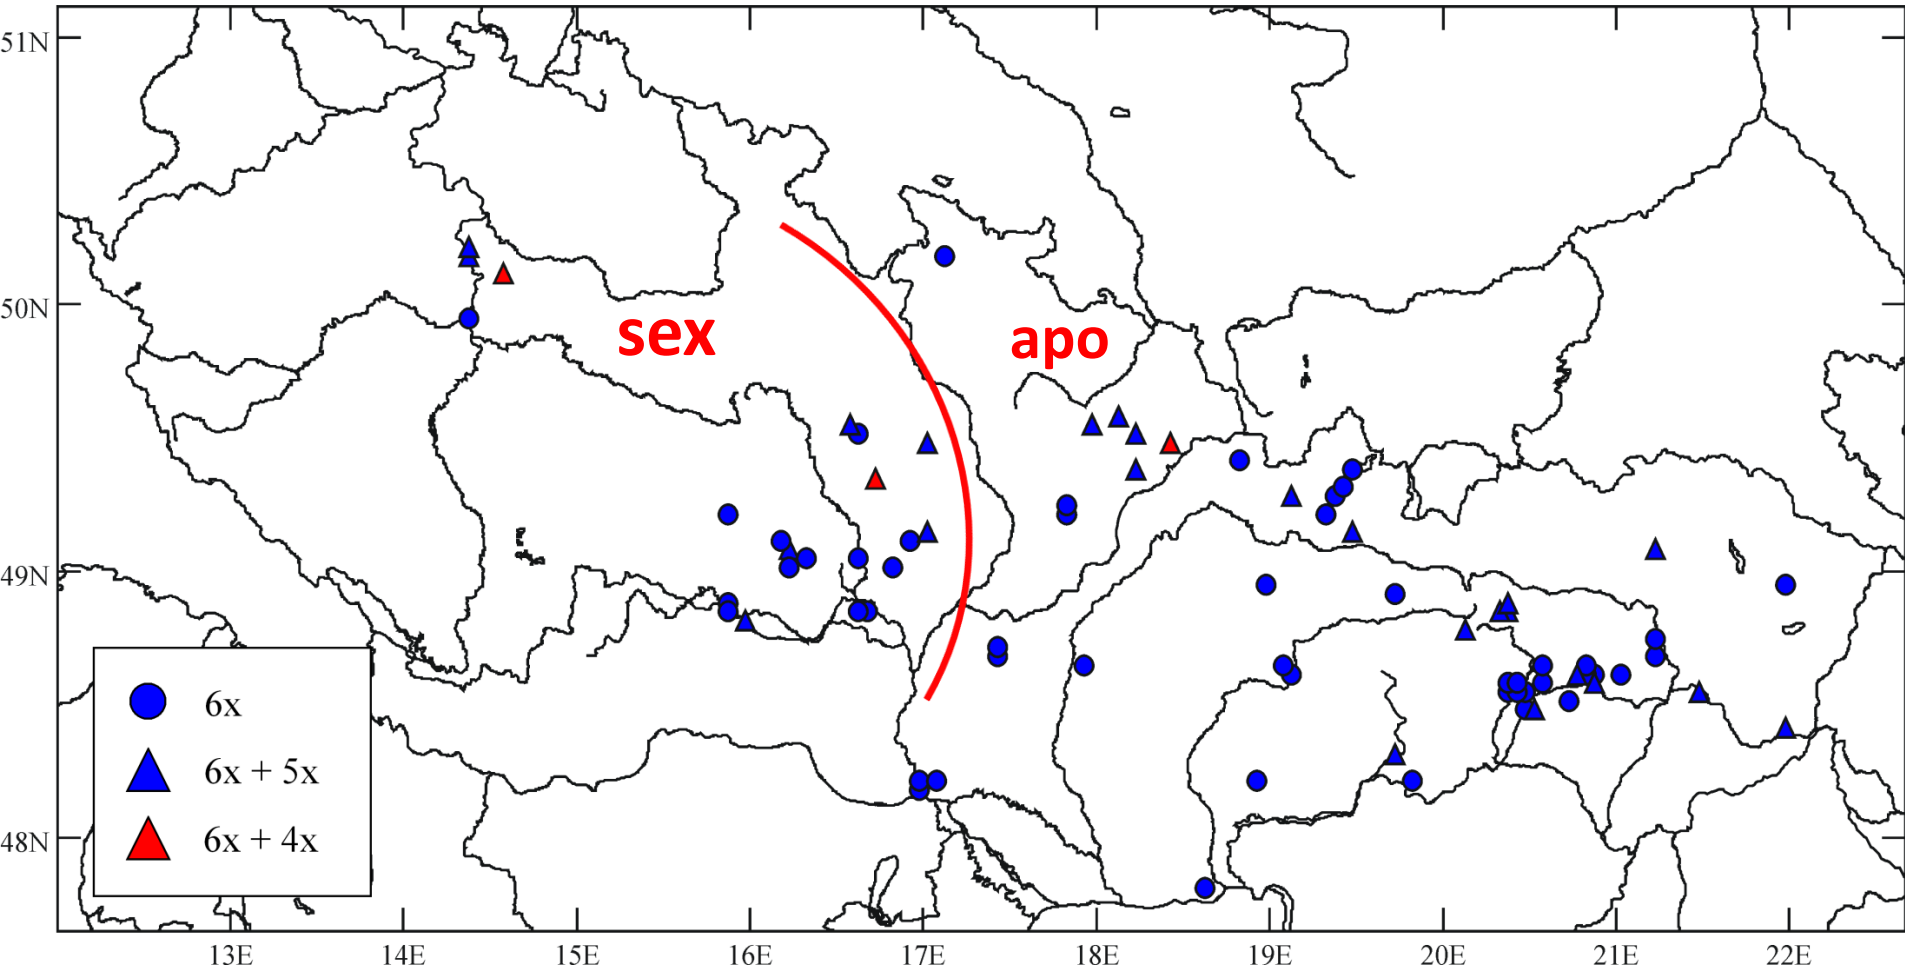 51N
50N
sex
apo
49N
6x
6x + 5x
6x + 4x
48N
13E 14E 15E 16E 17E 18E 19E 20E 21E 22E